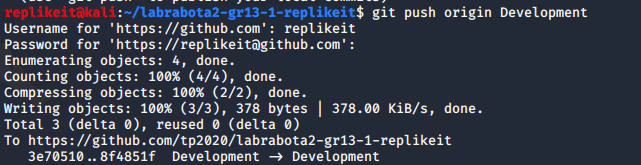 replikeit@kali:~/labrabota2-gr13-1-replikeit$ git push origin Development
Username for 'https://github.com': replikeit
Password for 'https://replikeit@github.com':
Enumerating objects: 4, done.
Counting objects: 100% (4/4), done.
Compressing objects: 100% (2/2), done.
Writing objects: 100% (3/3), 378 bytes | 378.00 KiB/s, done.
Total 3 (delta 0), reused 0 (delta 0)
To https://github.com/tp2020/labrabota2-gr13-1-replikeit
   3e70510..8f4851f  Development -> Development